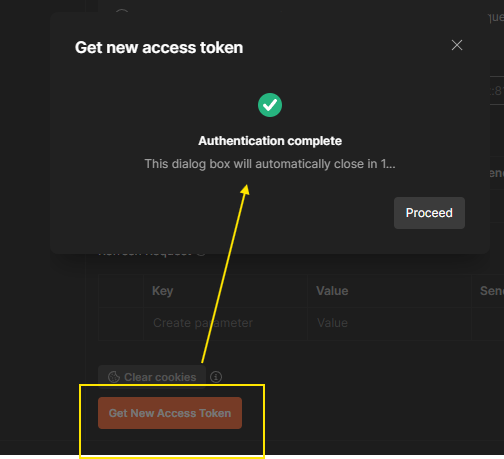 Get new access token
Authentication complete
This dialog box will automatically close in 1...
Proceed
Key Value Send
Create parameter Value
Clear cookies
Get New Access Token